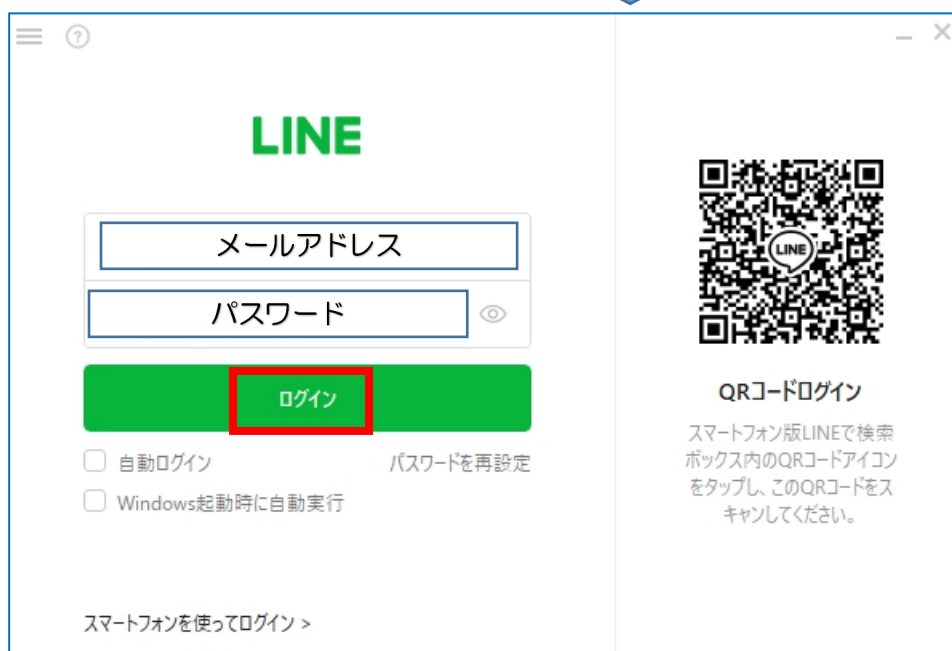 LINE
メールアドレス
パスワード
ログイン
自動ログイン
パスワードを再設定
Windows起動時に自動実行
スマートフォンを使ってログイン >
LINE
QRコードログイン
スマートフォン版LINEで検索
ボックス内のQRコードアイコン
をタップし、このQRコードをス
キャンしてください。